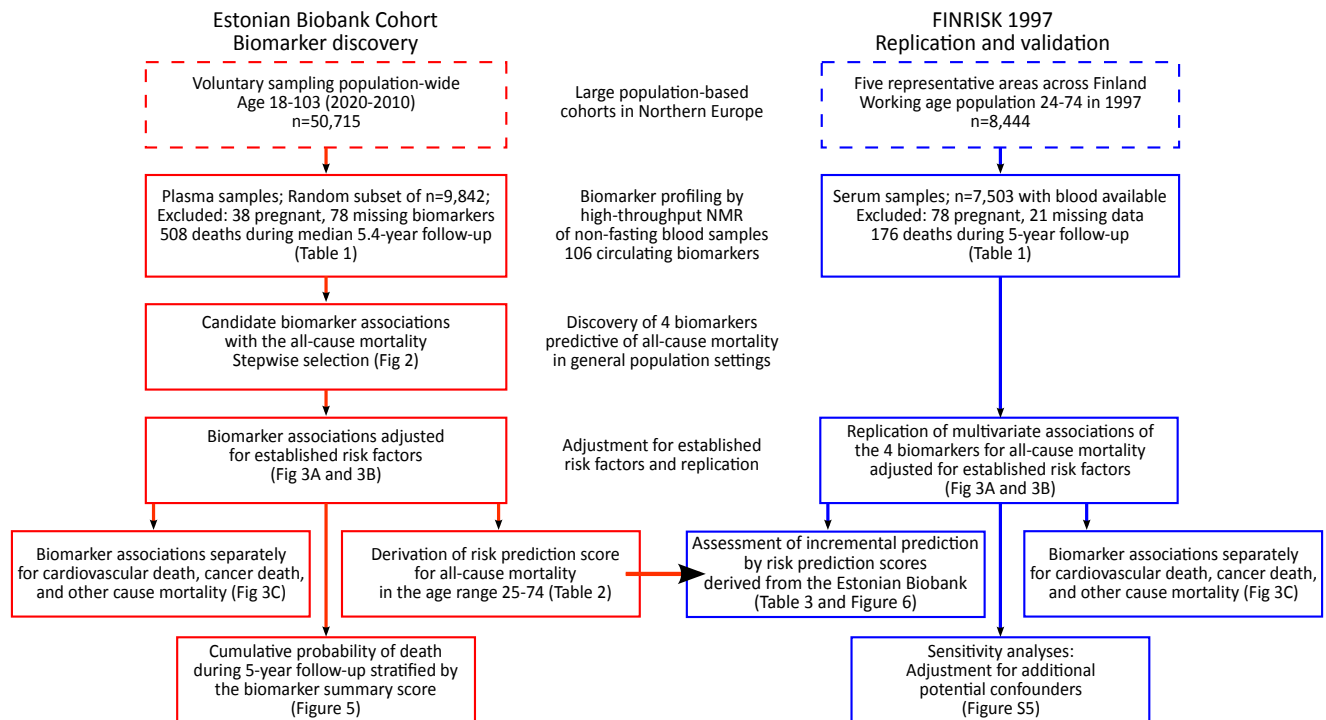 Estonian Biobank Cohort
Biomarker discovery
FINRISK 1997
Replication and validation
Voluntary sampling population-wide
Age 18-103 (2020-2010)
n=50,715
Large population-based
cohorts in Northern Europe
Five representative areas across Finland
Working age population 24-74 in 1997
n=8,444
Plasma samples; Random subset of n=9,842;
Excluded: 38 pregnant, 78 missing biomarkers
508 deaths during median 5.4-year follow-up
(Table 1)
Biomarker profiling by
high-throughput NMR
of non-fasting blood samples
106 circulating biomarkers
Serum samples; n=7,503 with blood available
Excluded: 78 pregnant, 21 missing data
176 deaths during 5-year follow-up
(Table 1)
Candidate biomarker associations
with the all-cause mortality
Stepwise selection (Fig 2)
Discovery of 4 biomarkers
predictive of all-cause mortality
in general population settings
Biomarker associations adjusted
for established risk factors
(Fig 3A and 3B)
Adjustment for established
risk factors and replication
Replication of multivariate associations of
the 4 biomarkers for all-cause mortality
adjusted for established risk factors
(Fig 3A and 3B)
Biomarker associations separately
for cardiovascular death, cancer death,
and other cause mortality (Fig 3C)
Derivation of risk prediction score
for all-cause mortality
in the age range 25-74 (Table 2)
Assessment of incremental prediction
by risk prediction scores
derived from the Estonian Biobank
(Table 3 and Figure 6)
Biomarker associations separately
for cardiovascular death, cancer death,
and other cause mortality (Fig 3C)
Cumulative probability of death
during 5-year follow-up stratified by
the biomarker summary score
(Figure 5)
Sensitivity analyses:
Adjustment for additional
potential confounders
(Figure S5)